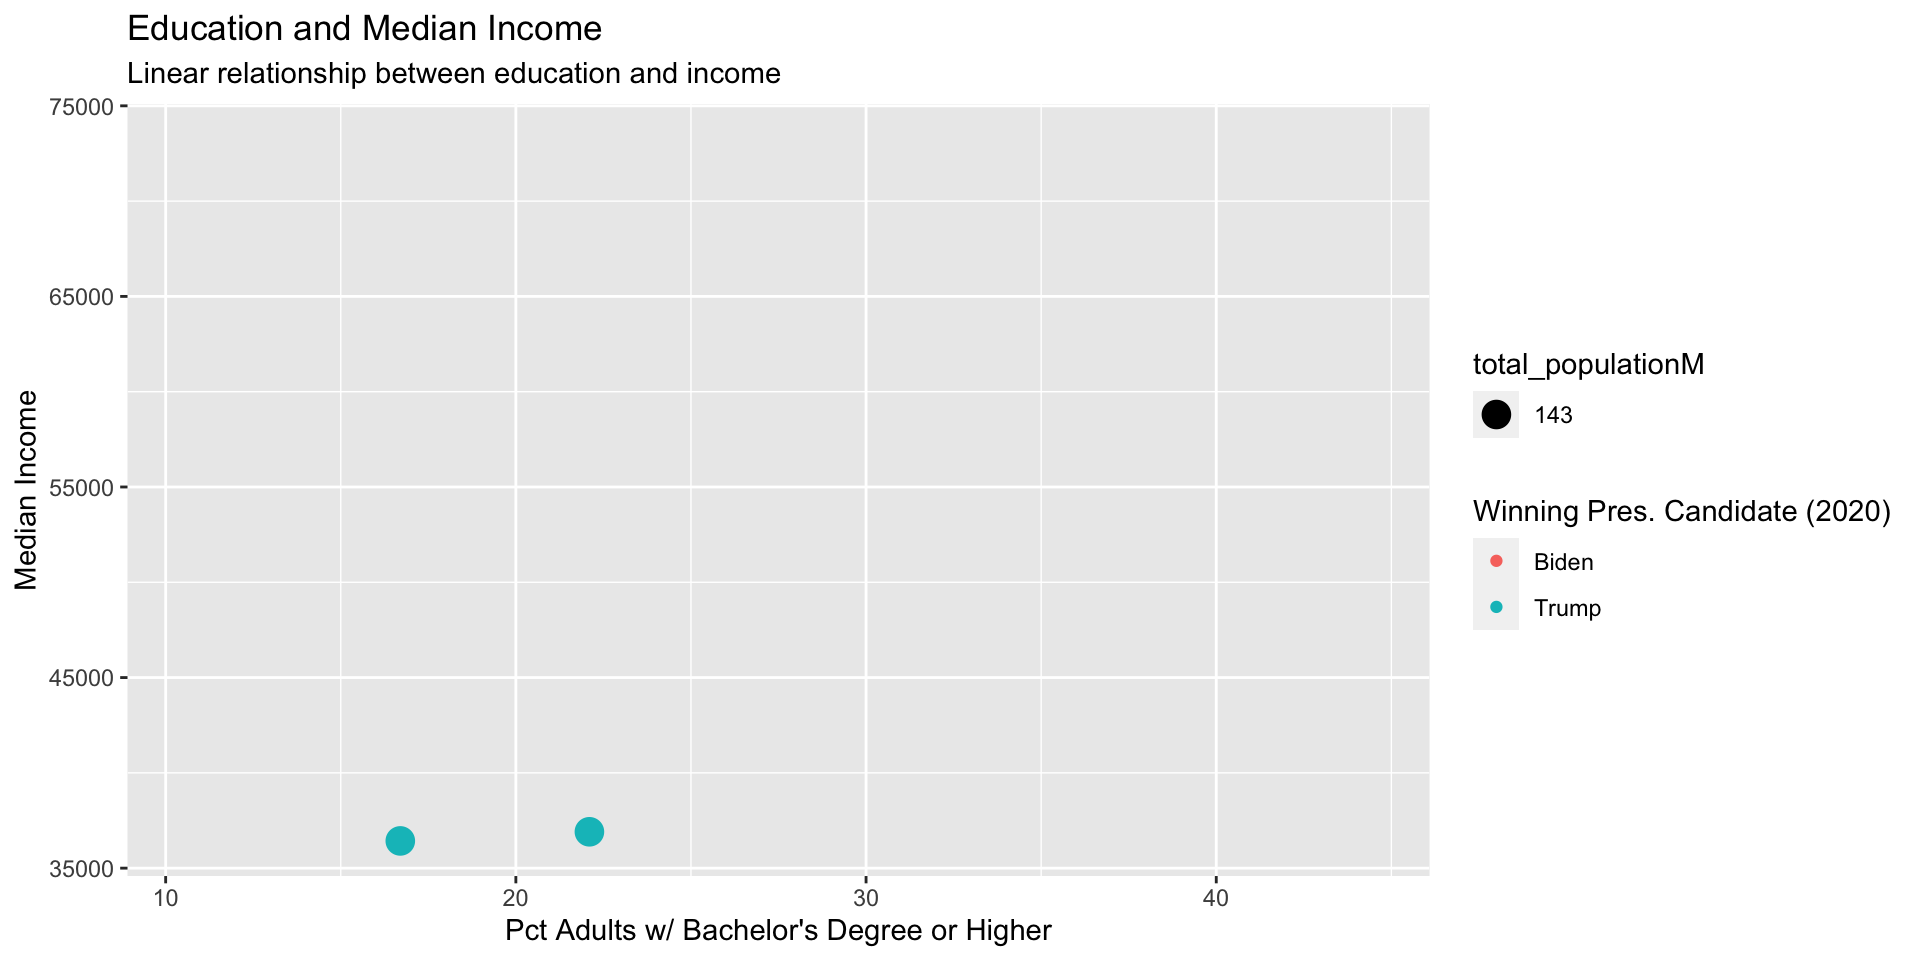 Education and Median Income
Linear relationship between education and income
75000
65000
55000
45000
35000
Median Income
10 20 30 40
Pct Adults w/ Bachelor's Degree or Higher
total_populationM
143
Winning Pres. Candidate (2020)
Biden
Trump